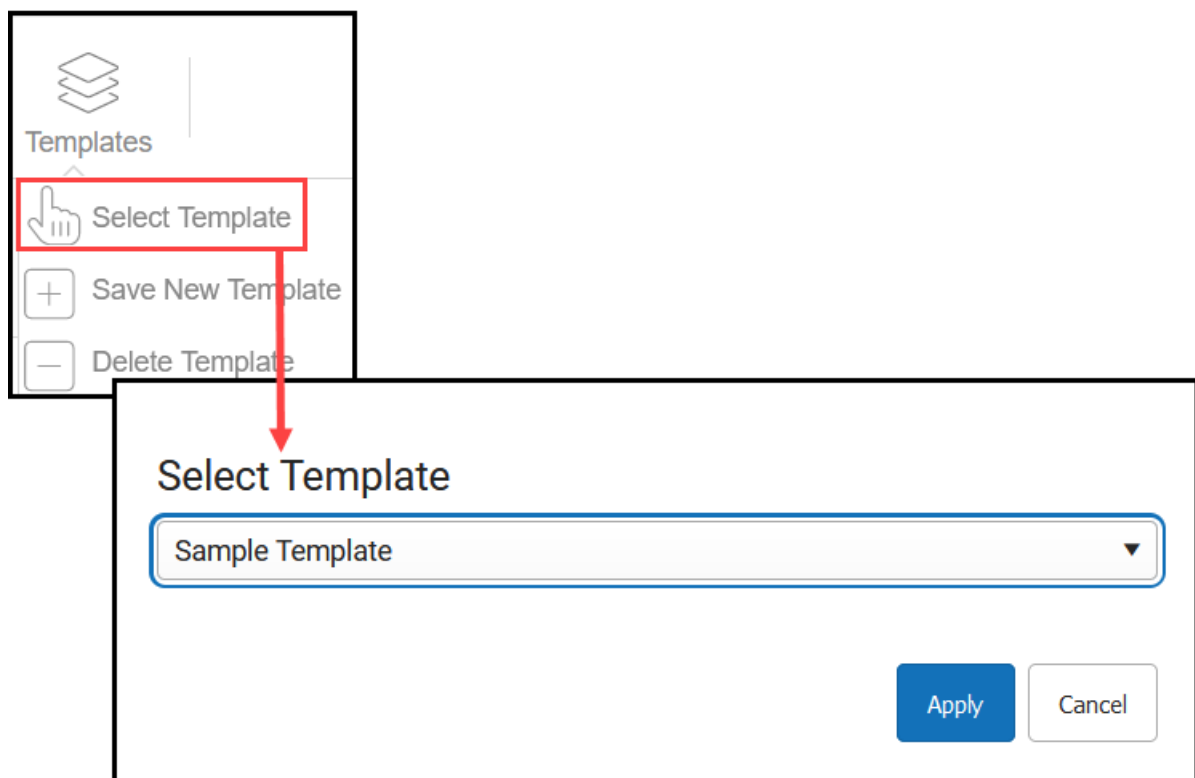 Templates
Select Template
Save New Template
Delete Template
Select Template
Sample Template
Apply Cancel